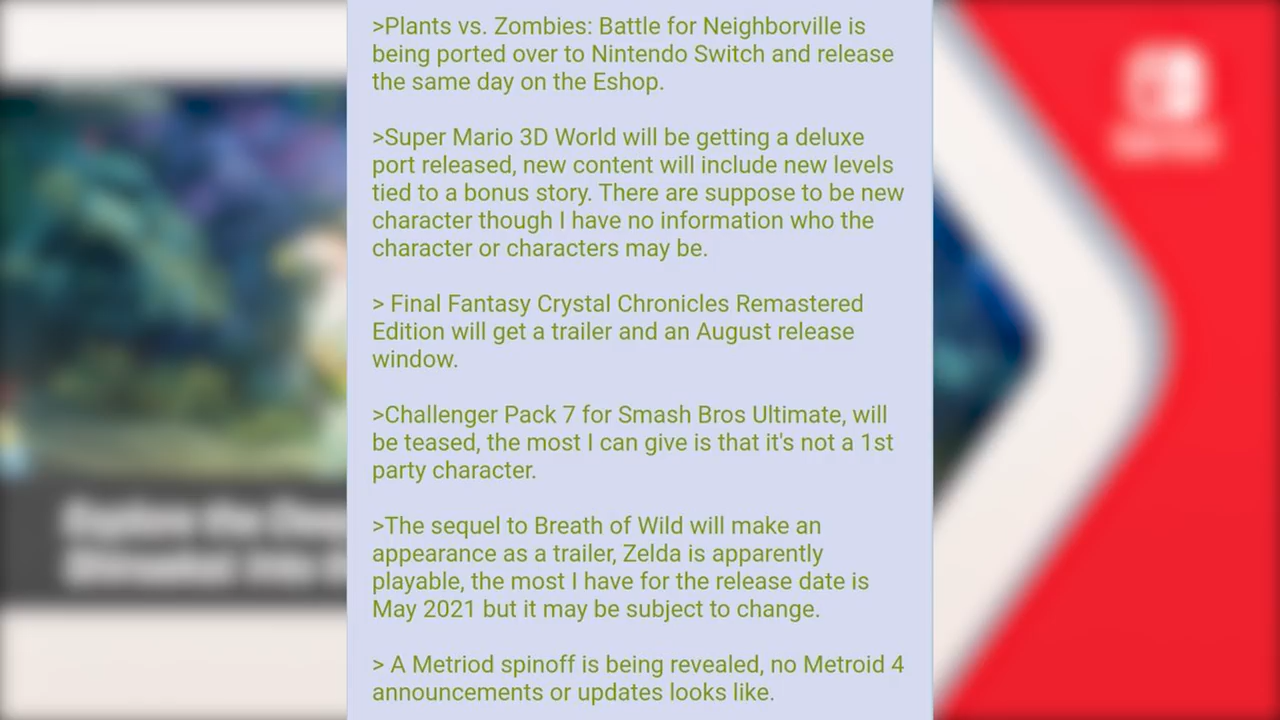 >Plants vs. Zombies: Battle for Neighborville is
being ported over to Nintendo Switch and release
the same day on the Eshop.
>Super Mario 3D World will be getting a deluxe
port released, new content will include new levels
tied to a bonus story. There are suppose to be new
character though I have no information who the
character or characters may be.
> Final Fantasy Crystal Chronicles Remastered
Edition will get a trailer and an August release
window.
>Challenger Pack 7 for Smash Bros Ultimate, will
be teased, the most I can give is that it's not a 1st
party character.
>The sequel to Breath of Wild will make an
appearance as a trailer, Zelda is apparently
playable, the most I have for the release date is
May 2021 but it may be subject to change.
> A Metriod spinoff is being revealed, no Metroid 4
announcements or updates looks like.